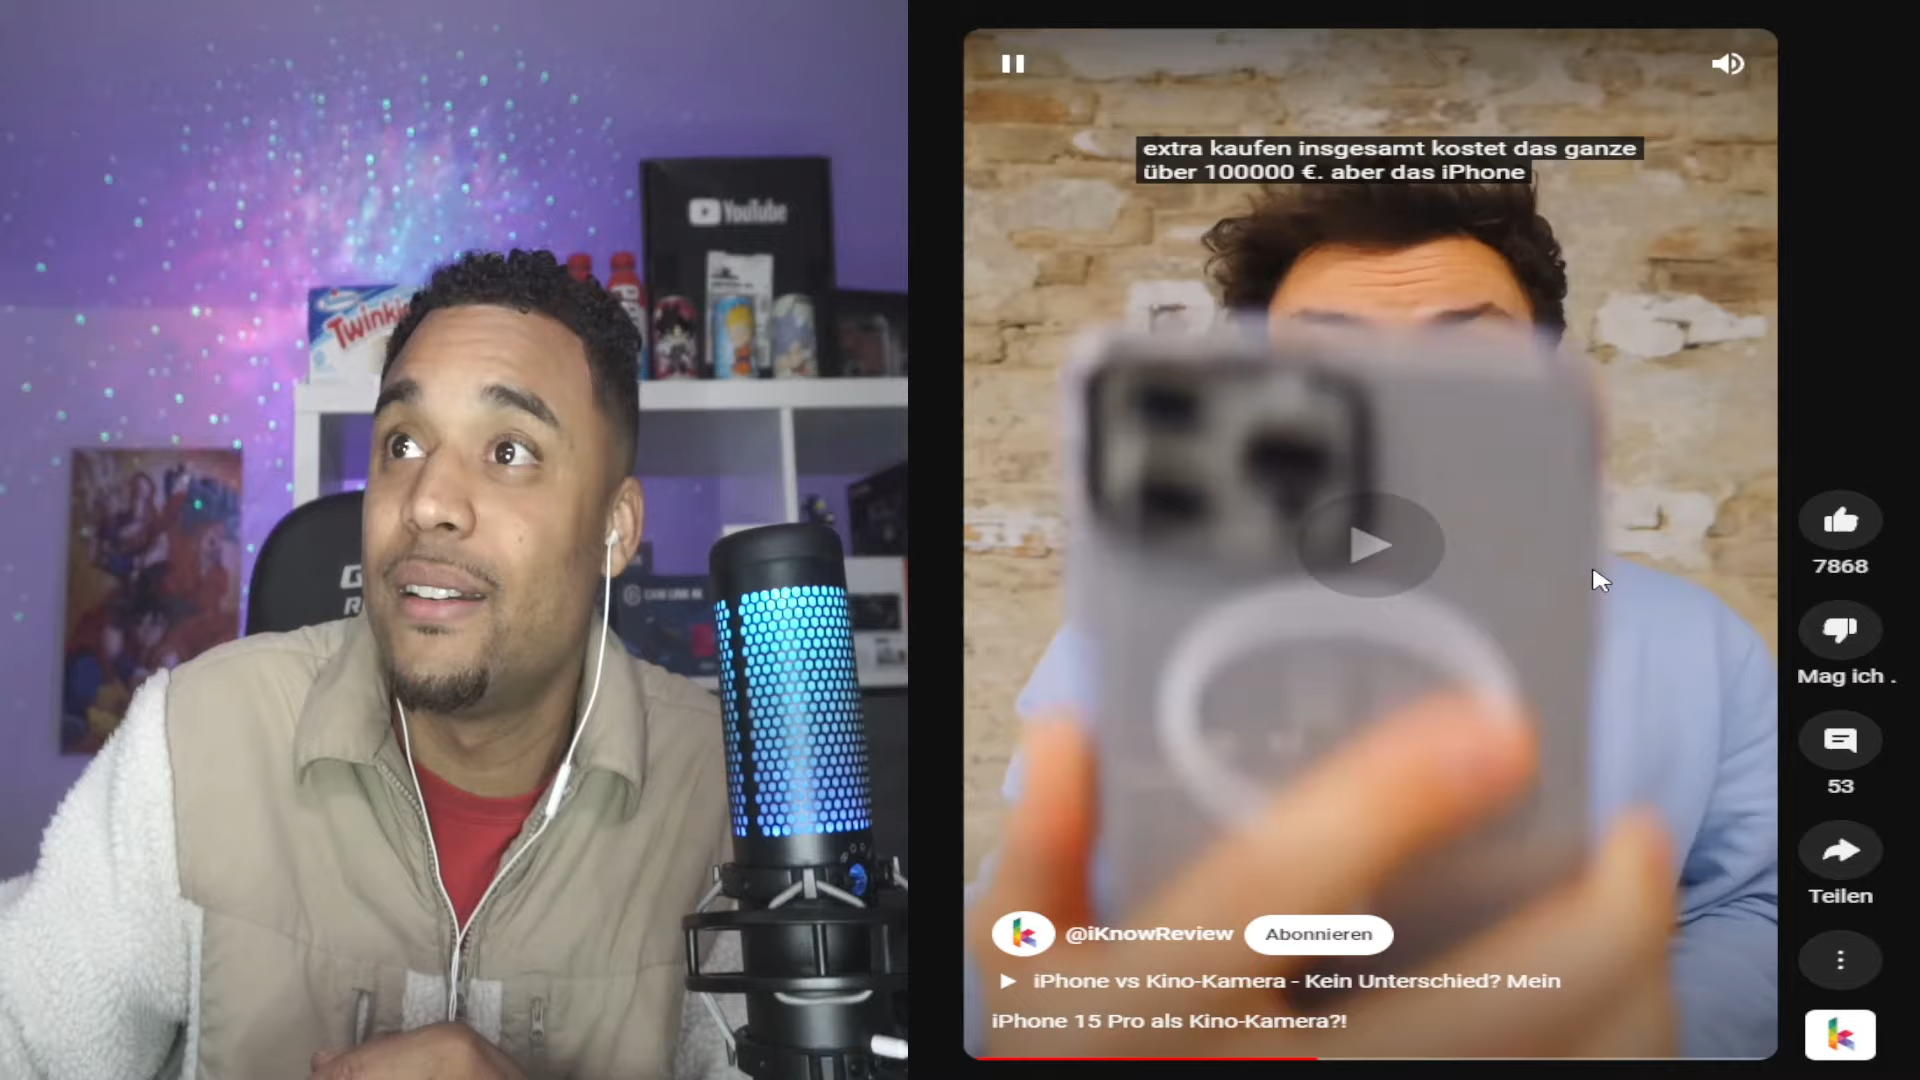 YouTube
Twinkie
G
R
extra kaufen insgesamt kostet das ganze
über 100000 €. aber das iPhone
7868
Mag ich .
53
Teilen
@iKnowReview
Abonnieren
iPhone vs Kino-Kamera - Kein Unterschied? Mein
iPhone 15 Pro als Kino-Kamera?!